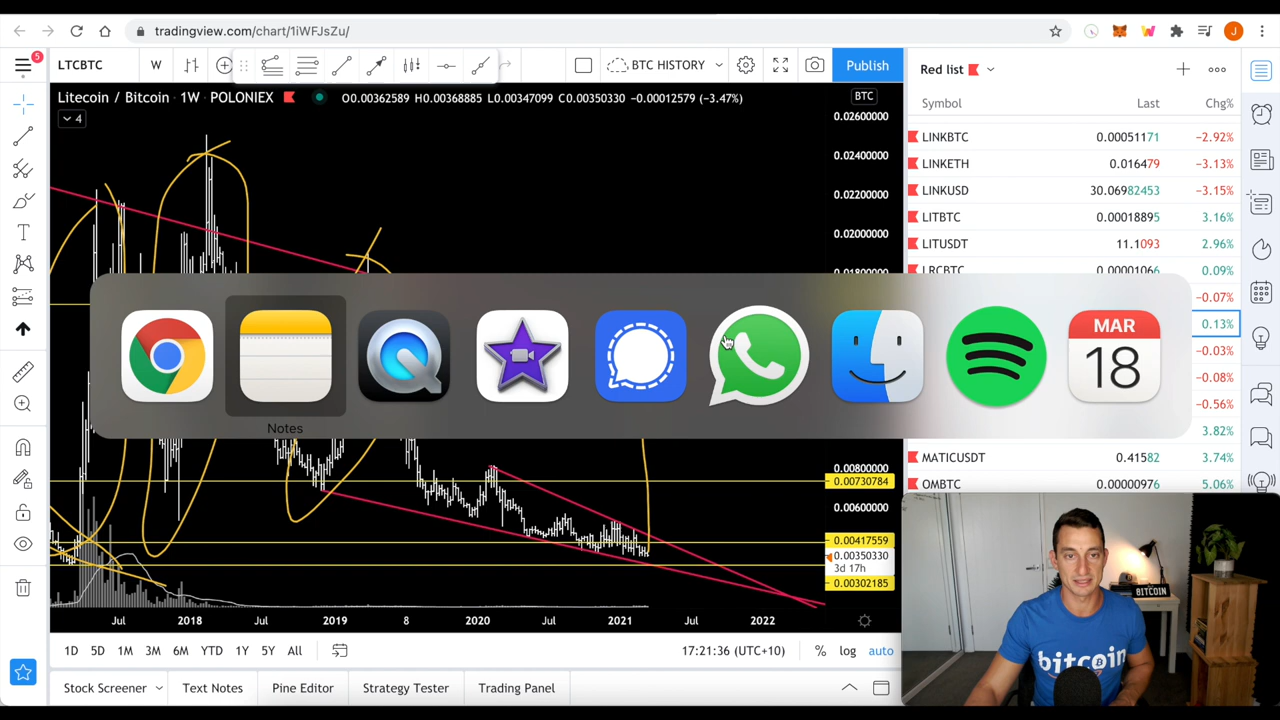 tradingview.com/chart/1iWFJsZu/
J
5
LTCBTC
W
BTC HISTORY
Publish
Red list
Litecoin / Bitcoin · 1W · POLONIEX
O0.00362589 H0.00368885 L0.00347099 C0.00350330 −0.00012579 (−3.47%)
BTC
4
Symbol
Last
Chg%
0.02600000
0.02400000
0.02200000
0.02000000
0.01800000
0.00800000
0.00730784
0.00600000
0.00417559
0.00350330
3d 17h
0.00302185
LINKBTC 0.00051171 −2.92%
LINKETH 0.016479 −3.13%
LINKUSD 30.06982453 −3.15%
LITBTC 0.00018895 3.16%
LITUSDT 11.1093 2.96%
LRCBTC 0.00001066 0.09%
−0.07%
0.13%
−0.03%
−0.08%
−0.56%
3.82%
MATICUSDT 0.41582 3.74%
OMBTC 0.00000976 5.06%
MAR
18
Notes
Jul
2018
Jul
2019
8
2020
Jul
2021
Jul
2022
1D 5D 1M 3M 6M YTD 1Y 5Y All
17:21:36 (UTC+10)
%
log
auto
Stock Screener
Text Notes
Pine Editor
Strategy Tester
Trading Panel
BITCOIN
bitcoin